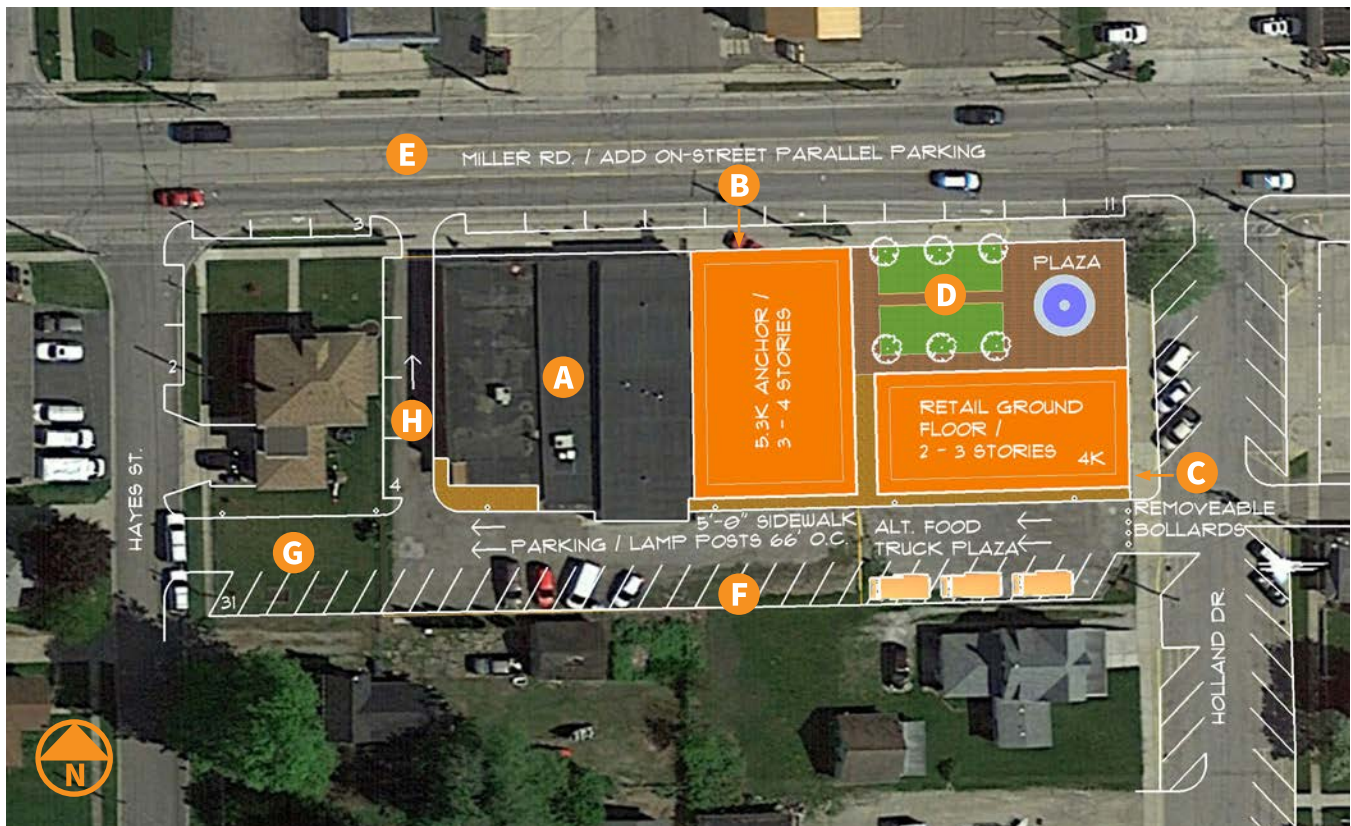 E
MILLER RD. / ADD ON-STREET PARALLEL PARKING
B
3
11
PLAZA
D
5.3K ANCHOR /
3 - 4 STORIES
2
A
H
RETAIL GROUND
FLOOR /
2 - 3 STORIES
4K
C
HAYES ST.
4
REMOVEABLE
BOLLARDS
5'-0" SIDEWALK
PARKING / LAMP POSTS 66' O.C.
ALT. FOOD
TRUCK PLAZA
G
F
31
HOLLAND DR.
N